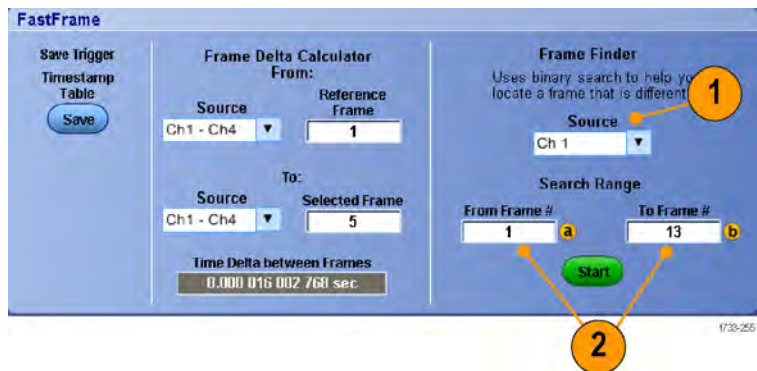 FastFrame
Save Trigger
Timestamp
Table
Save
Frame Delta Calculator
From:
Source
Reference
Frame
Ch1 - Ch4
1
To:
Source
Selected Frame
Ch1 - Ch4
5
Time Delta between Frames
0.000 016 002 768 sec
Frame Finder
Uses binary search to help
locate a frame that is different
1
Source
Ch 1
Search Range
From Frame #
To Frame #
1
a
13
b
Start
2
1733-255